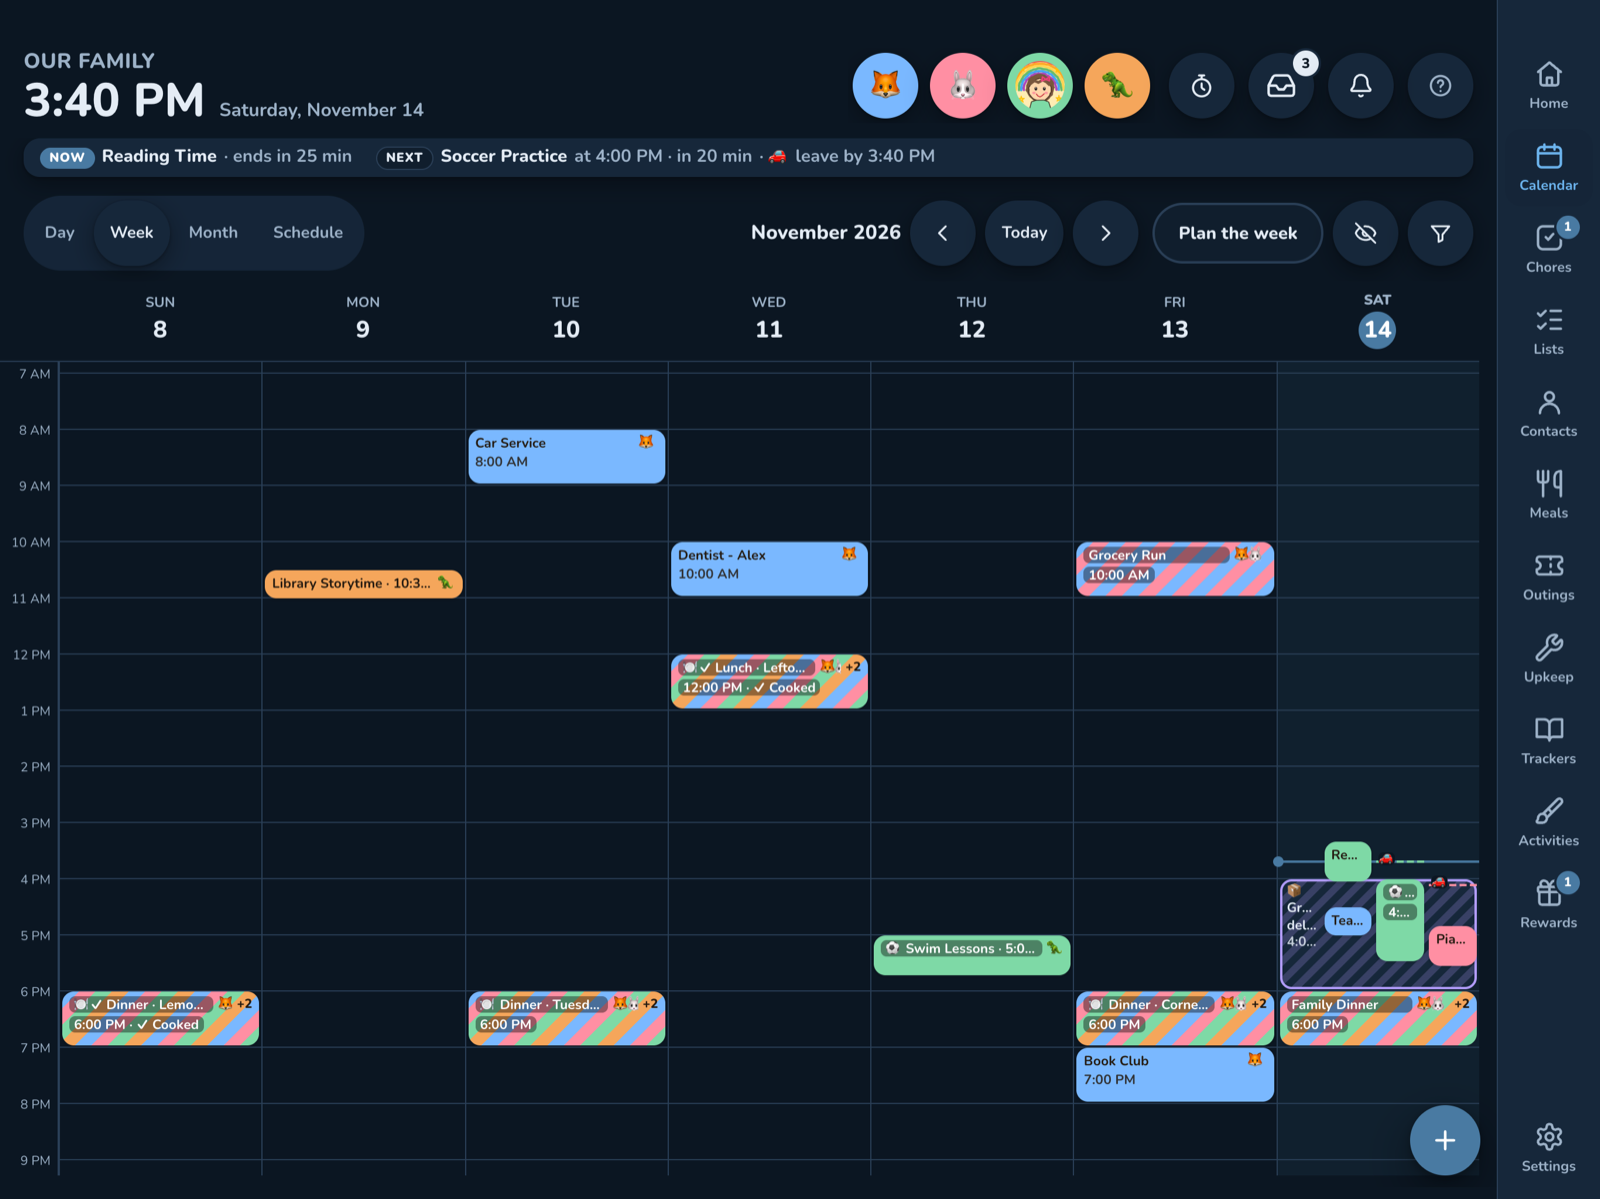 OUR FAMILY
3:40 PM Saturday, November 14
3
NOW Reading Time · ends in 25 min NEXT Soccer Practice at 4:00 PM · in 20 min · leave by 3:40 PM
Day Week Month Schedule
November 2026 Today Plan the week
SUN MON TUE WED THU FRI SAT
8 9 10 11 12 13 14
7 AM
8 AM
Car Service
8:00 AM
9 AM
10 AM
Dentist - Alex
10:00 AM
Grocery Run
10:00 AM
Library Storytime · 10:3...
11 AM
12 PM
✓ Lunch · Lefto... +2
12:00 PM · ✓ Cooked
1 PM
2 PM
3 PM
Re...
4 PM
Gr...
del...
4:0...
Tea...
...
4:...
Pia...
5 PM
Swim Lessons · 5:0...
6 PM
✓ Dinner · Lemo... +2
6:00 PM · ✓ Cooked
Dinner · Tuesd... +2
6:00 PM
Dinner · Corne... +2
6:00 PM
Family Dinner +2
6:00 PM
7 PM
Book Club
7:00 PM
8 PM
9 PM
Home
Calendar
1
Chores
Lists
Contacts
Meals
Outings
Upkeep
Trackers
Activities
1
Rewards
Settings